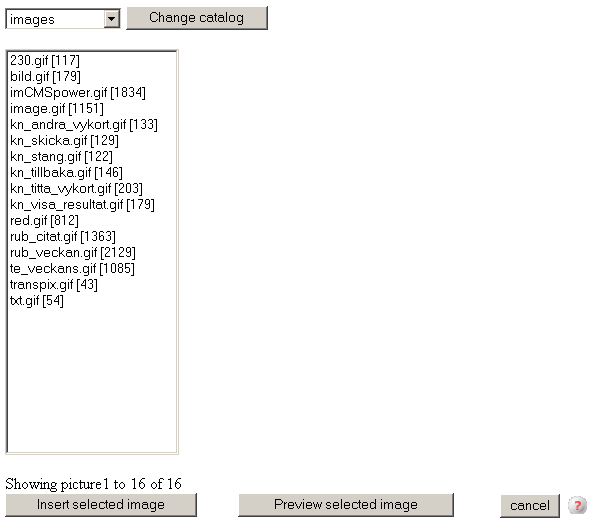 images
Change catalog
230.gif [117]
bild.gif [179]
imCMSpower.gif [1834]
image.gif [1151]
kn_andra_vykort.gif [133]
kn_skicka.gif [129]
kn_stang.gif [122]
kn_tillbaka.gif [146]
kn_titta_vykort.gif [203]
kn_visa_resultat.gif [179]
red.gif [812]
rub_citat.gif [1363]
rub_veckan.gif [2129]
te_veckans.gif [1085]
transpix.gif [43]
txt.gif [54]
Showing picture1 to 16 of 16
Insert selected image
Preview selected image
cancel
?